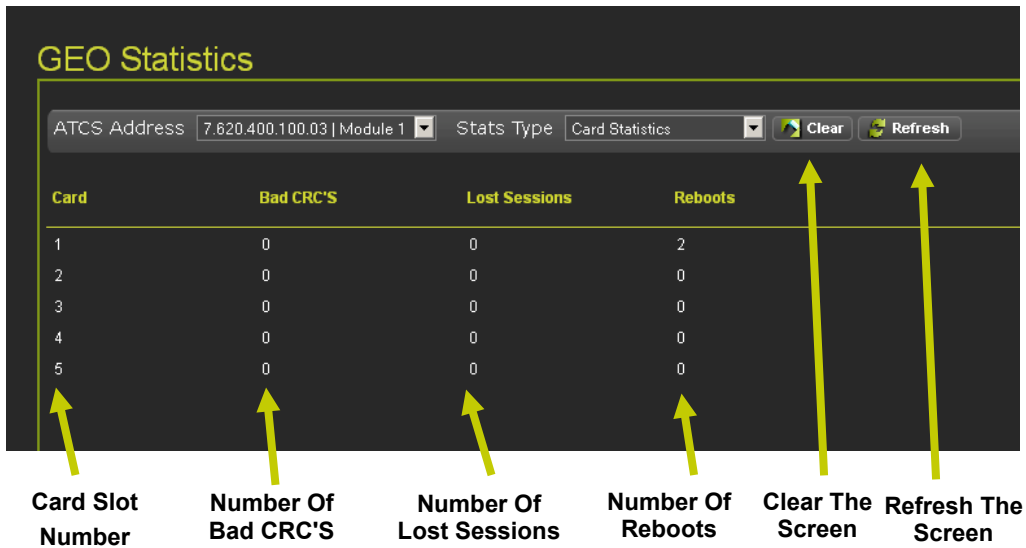 GEO Statistics
ATCS Address 7.620.400.100.03 | Module 1 Stats Type Card Statistics Clear Refresh
Card Bad CRC'S Lost Sessions Reboots
1 0 0 2
2 0 0 0
3 0 0 0
4 0 0 0
5 0 0 0
Card Slot Number Of Number Of Number Of Clear The Refresh The
Number Bad CRC'S Lost Sessions Reboots Screen Screen